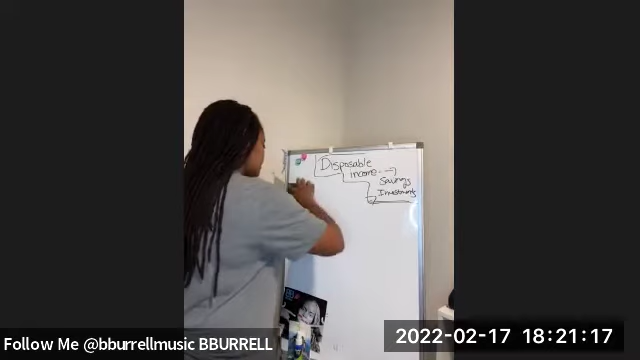 Disposable
income
Savings
Investments
Follow Me @bburrellmusic BBURRELL
2022-02-17 18:21:17